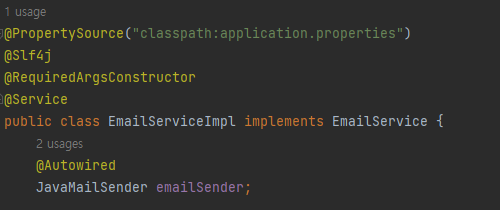 1 usage
@PropertySource("classpath:application.properties")
@Slf4j
@RequiredArgsConstructor
@Service
public class EmailServiceImpl implements EmailService {
2 usages
@Autowired
JavaMailSender emailSender;